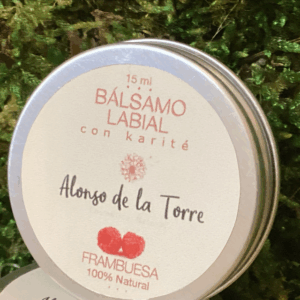 15 ml
BÁLSAMO
LABIAL
con karité
Alonso de la Torre
FRAMBUESA
100% Natural